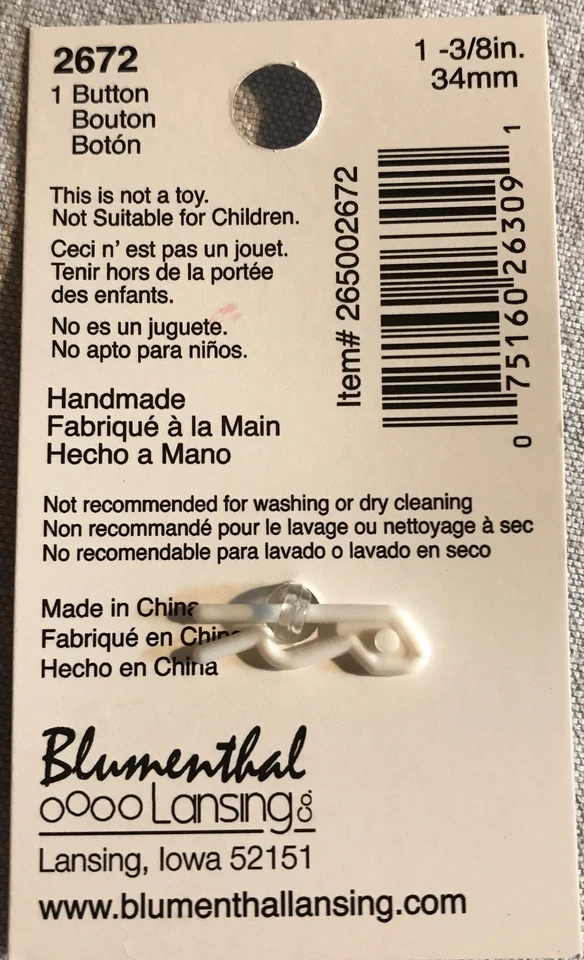 2672
1 Button
Bouton
Botón
1 -3/8in.
34mm
This is not a toy.
Not Suitable for Children.
Ceci n' est pas un jouet.
Tenir hors de la portée
des enfants.
No es un juguete.
No apto para niños.
Item# 265002672
0 75160 26309 1
Handmade
Fabriqué à la Main
Hecho a Mano
Not recommended for washing or dry cleaning
Non recommandé pour le lavage ou nettoyage à sec
No recomendable para lavado o lavado en seco
Made in China
Fabriqué en Chine
Hecho en China
Blumenthal
Lansing Co.
Lansing, Iowa 52151
www.blumenthallansing.com